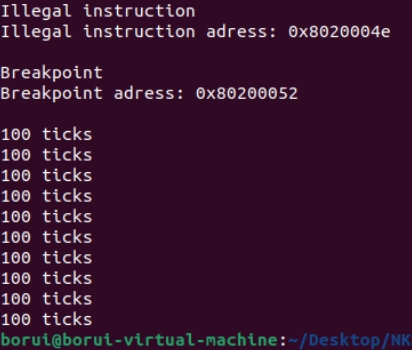 Illegal instruction
Illegal instruction adress: 0x8020004e
Breakpoint
Breakpoint adress: 0x80200052
100 ticks
100 ticks
100 ticks
100 ticks
100 ticks
100 ticks
100 ticks
100 ticks
100 ticks
100 ticks
borui@borui-virtual-machine:~/Desktop/NK